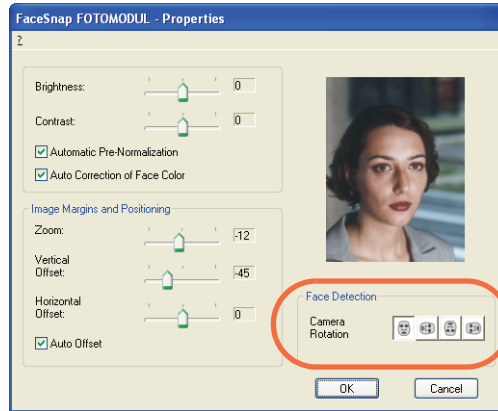 FaceSnap FOTOMODUL - Properties
?
Brightness: 0
Contrast: 0
Automatic Pre-Normalization
Auto Correction of Face Color
Image Margins and Positioning
Zoom: -12
Vertical
Offset: -45
Horizontal
Offset: 0
Auto Offset
Face Detection
Camera
Rotation
OK Cancel